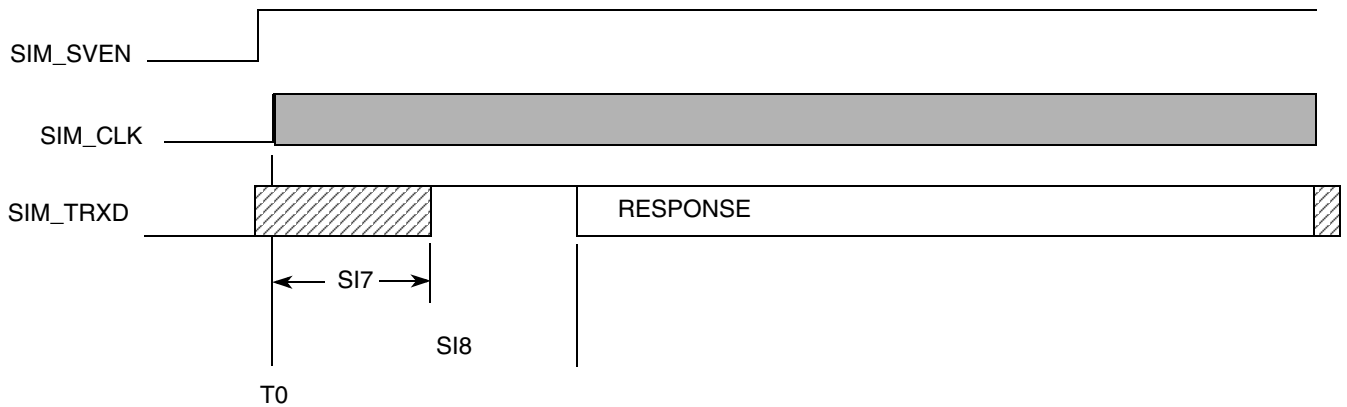 SIM_SVEN
SIM_CLK
SIM_TRXD
RESPONSE
SI7
SI8
T0